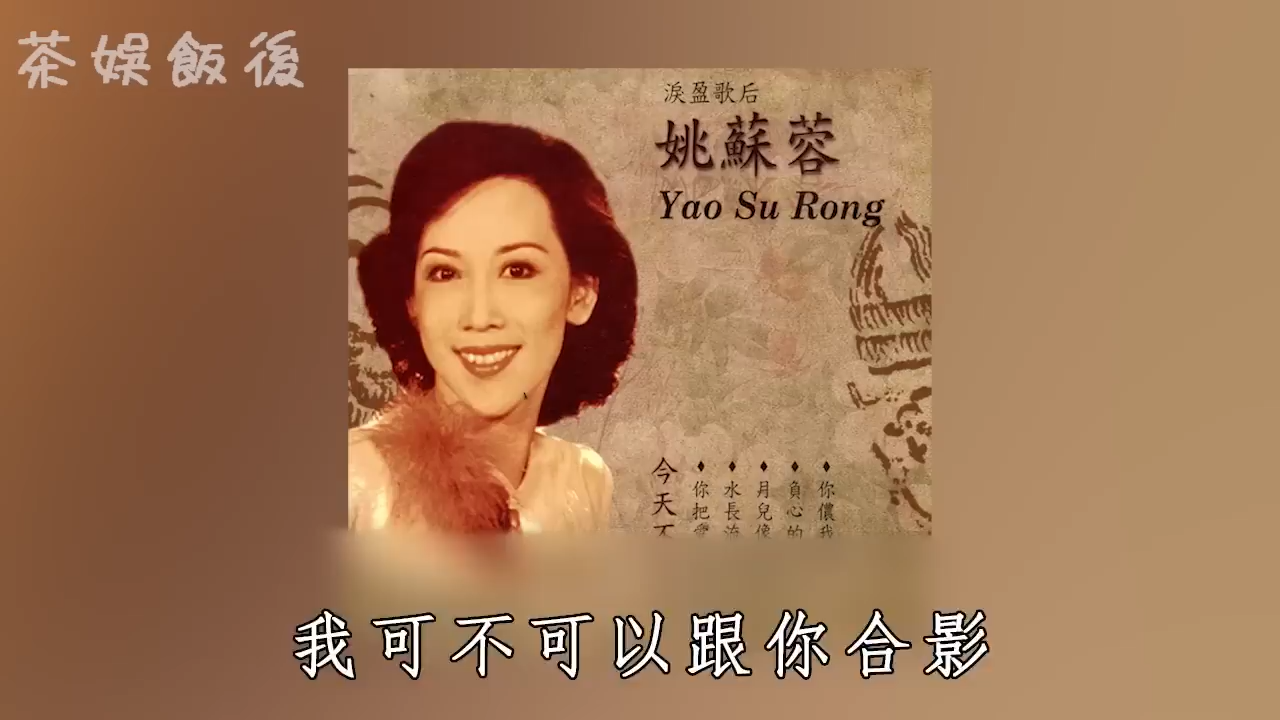 茶娛飯後
淚盈歌后
姚蘇蓉
Yao Su Rong
你儂我
負心的
月兒像
水長流
你把愛
今天不
我可不可以跟你合影